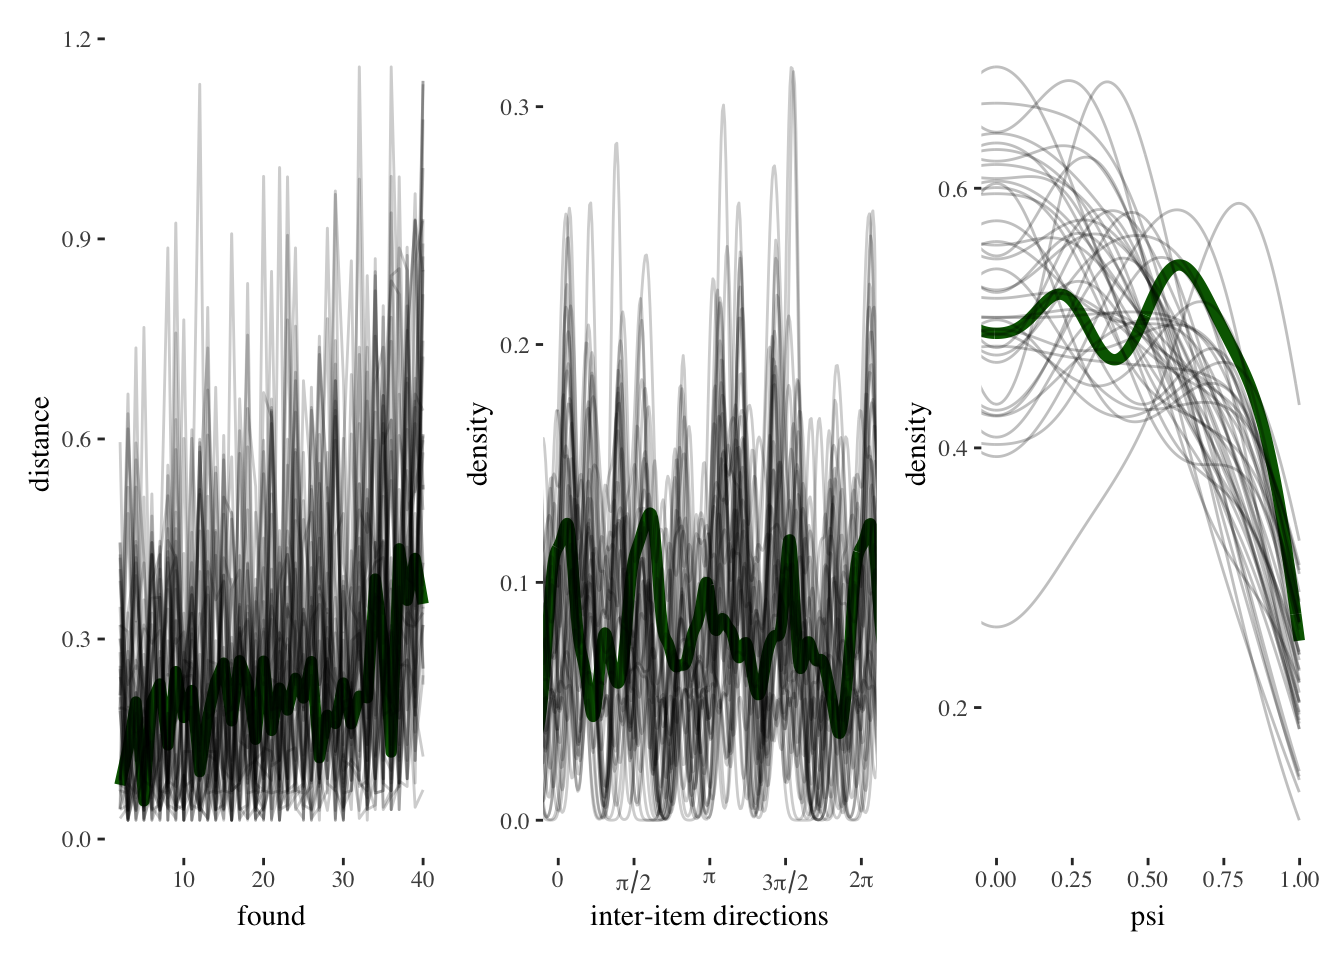 1.2
0.9
0.6
0.3
0.0
distance
10 20 30 40
found
0.3
0.2
0.1
0.0
density
0 π/2 π 3π/2 2π
inter-item directions
0.6
0.4
0.2
density
0.00 0.25 0.50 0.75 1.00
psi